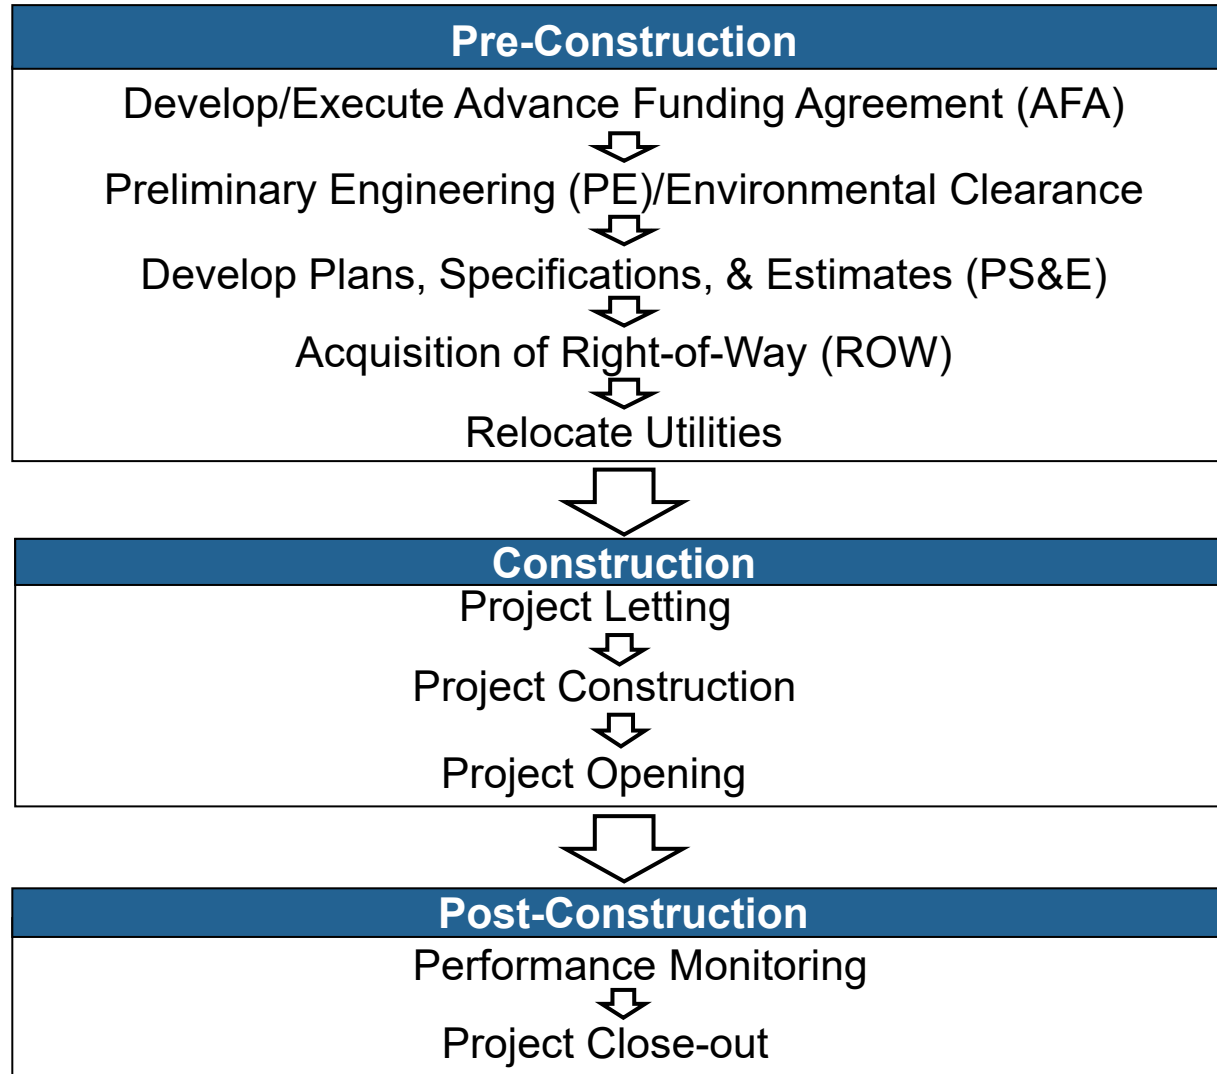 Pre-Construction
Develop/Execute Advance Funding Agreement (AFA)
Preliminary Engineering (PE)/Environmental Clearance
Develop Plans, Specifications, & Estimates (PS&E)
Acquisition of Right-of-Way (ROW)
Relocate Utilities
Construction
Project Letting
Project Construction
Project Opening
Post-Construction
Performance Monitoring
Project Close-out